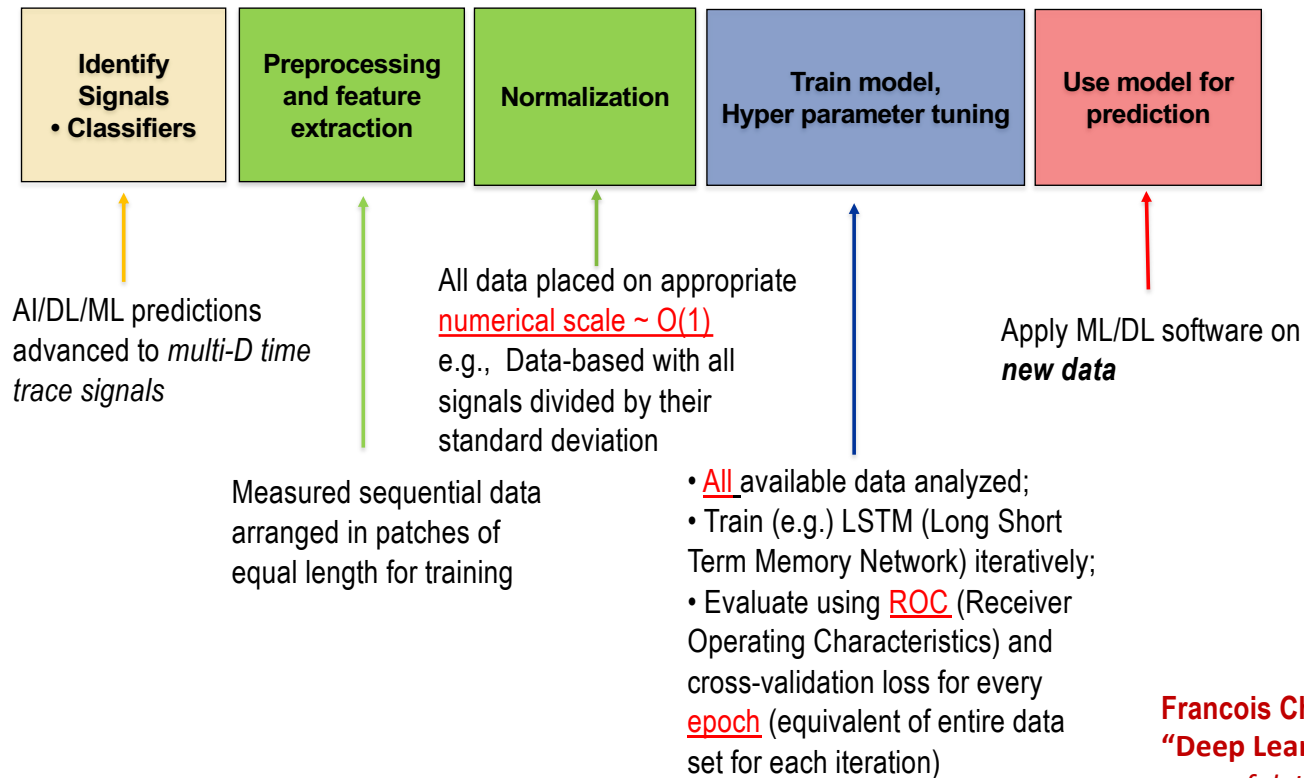 Identify
Signals
• Classifiers
Preprocessing
and feature
extraction
Normalization
Train model,
Hyper parameter tuning
Use model for
prediction
AI/DL/ML predictions
advanced to multi-D time
trace signals
Measured sequential data
arranged in patches of
equal length for training
All data placed on appropriate
numerical scale ~ O(1)
e.g., Data-based with all
signals divided by their
standard deviation
• All available data analyzed;
• Train (e.g.) LSTM (Long Short
Term Memory Network) iteratively;
• Evaluate using ROC (Receiver
Operating Characteristics) and
cross-validation loss for every
epoch (equivalent of entire data
set for each iteration)
Apply ML/DL software on
new data
Francois
“Deep